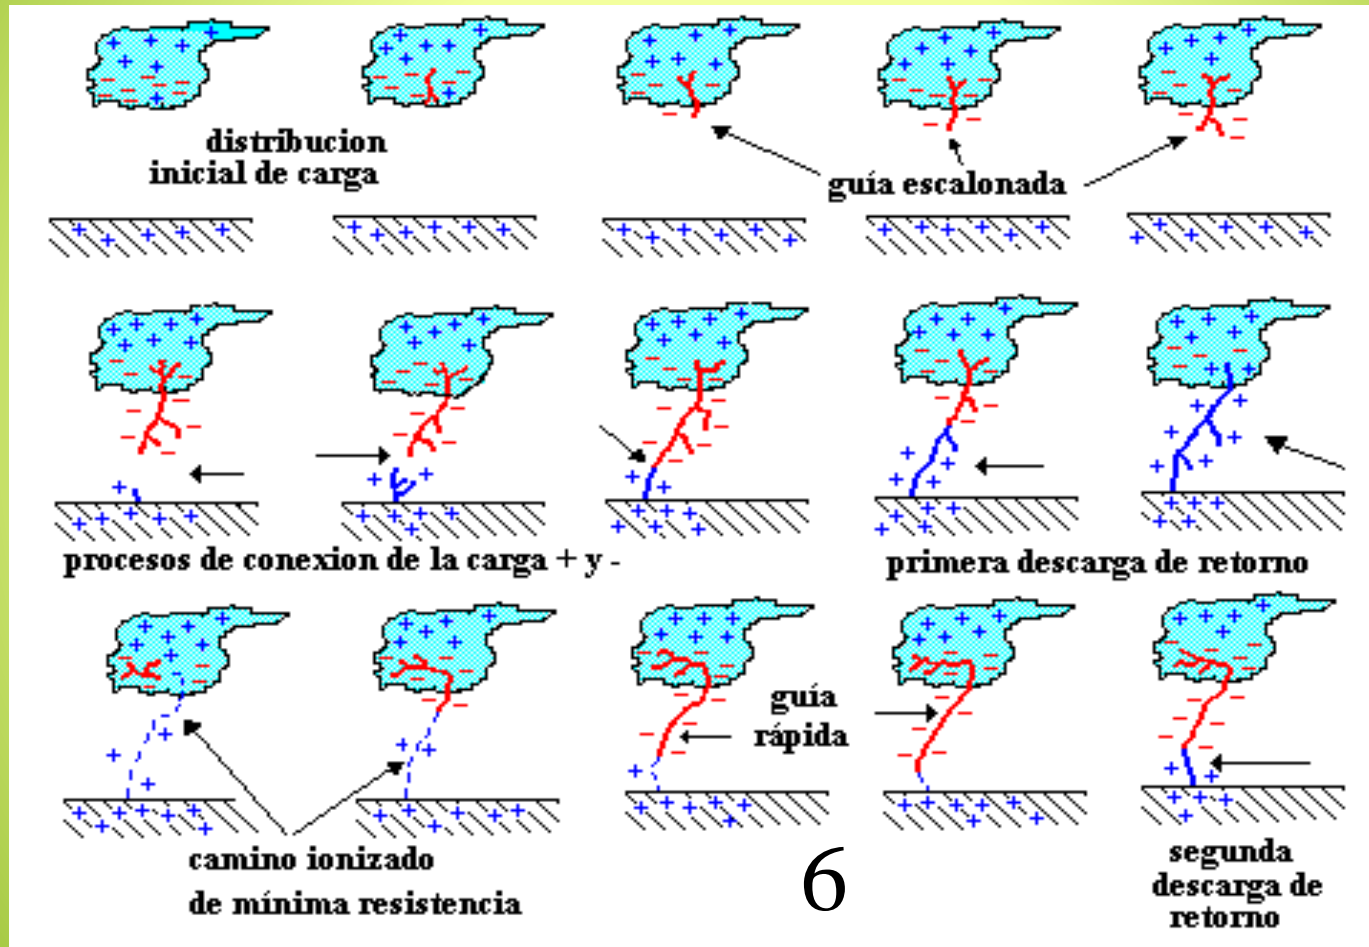 distribucion
inicial de carga
guía escalonada
procesos de conexion de la carga + y -
primera descarga de retorno
guía
rápida
camino ionizado
de mínima resistencia
6
segunda
descarga de
retorno